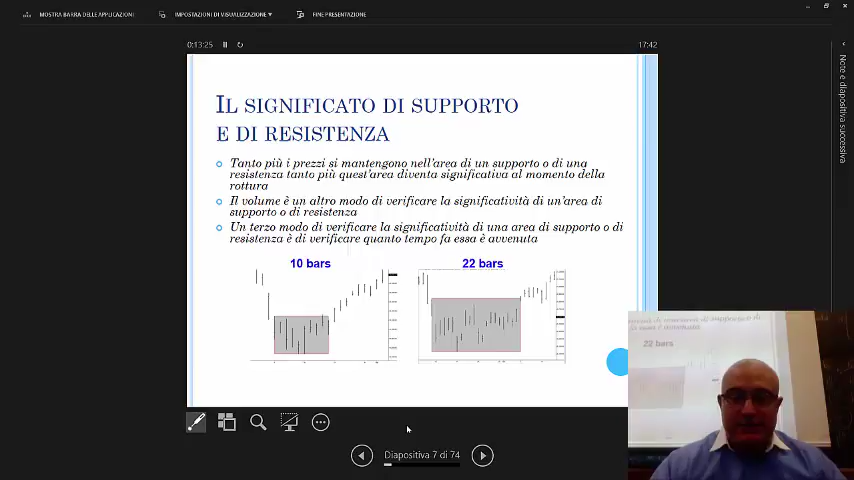 MOSTRA BARRA DELLE APPLICAZIONI
IMPOSTAZIONI DI VISUALIZZAZIONE
FINE PRESENTAZIONE
0:13:25
17:42
IL SIGNIFICATO DI SUPPORTO
E DI RESISTENZA
Tanto più i prezzi si mantengono nell'area di un supporto o di una
resistenza tanto più quest'area diventa significativa al momento della
rottura
Il volume è un altro modo di verificare la significatività di un'area di
supporto o di resistenza
Un terzo modo di verificare la significatività di una area di supporto o di
resistenza è di verificare quanto tempo fa essa è avvenuta
10 bars
22 bars
Diapositiva 7 di 74
Note e diapositiva successiva
22 bars